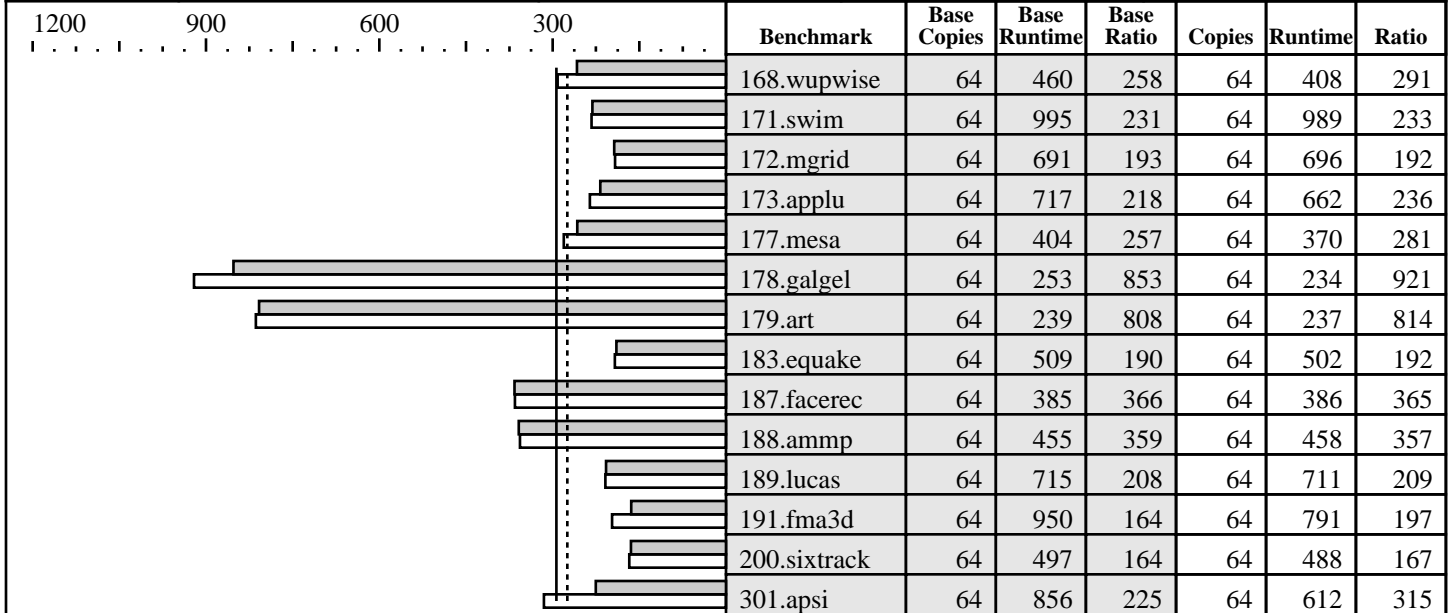 1200 900 600 300 Benchmark Base Copies Base Runtime Base Ratio Copies Runtime Ratio
168.wupwise 64 460 258 64 408 291
171.swim 64 995 231 64 989 233
172.mgrid 64 691 193 64 696 192
173.applu 64 717 218 64 662 236
177.mesa 64 404 257 64 370 281
178.galgel 64 253 853 64 234 921
179.art 64 239 808 64 237 814
183.equake 64 509 190 64 502 192
187.facerec 64 385 366 64 386 365
188.ammp 64 455 359 64 458 357
189.lucas 64 715 208 64 711 209
191.fma3d 64 950 164 64 791 197
200.sixtrack 64 497 164 64 488 167
301.apsi 64 856 225 64 612 315